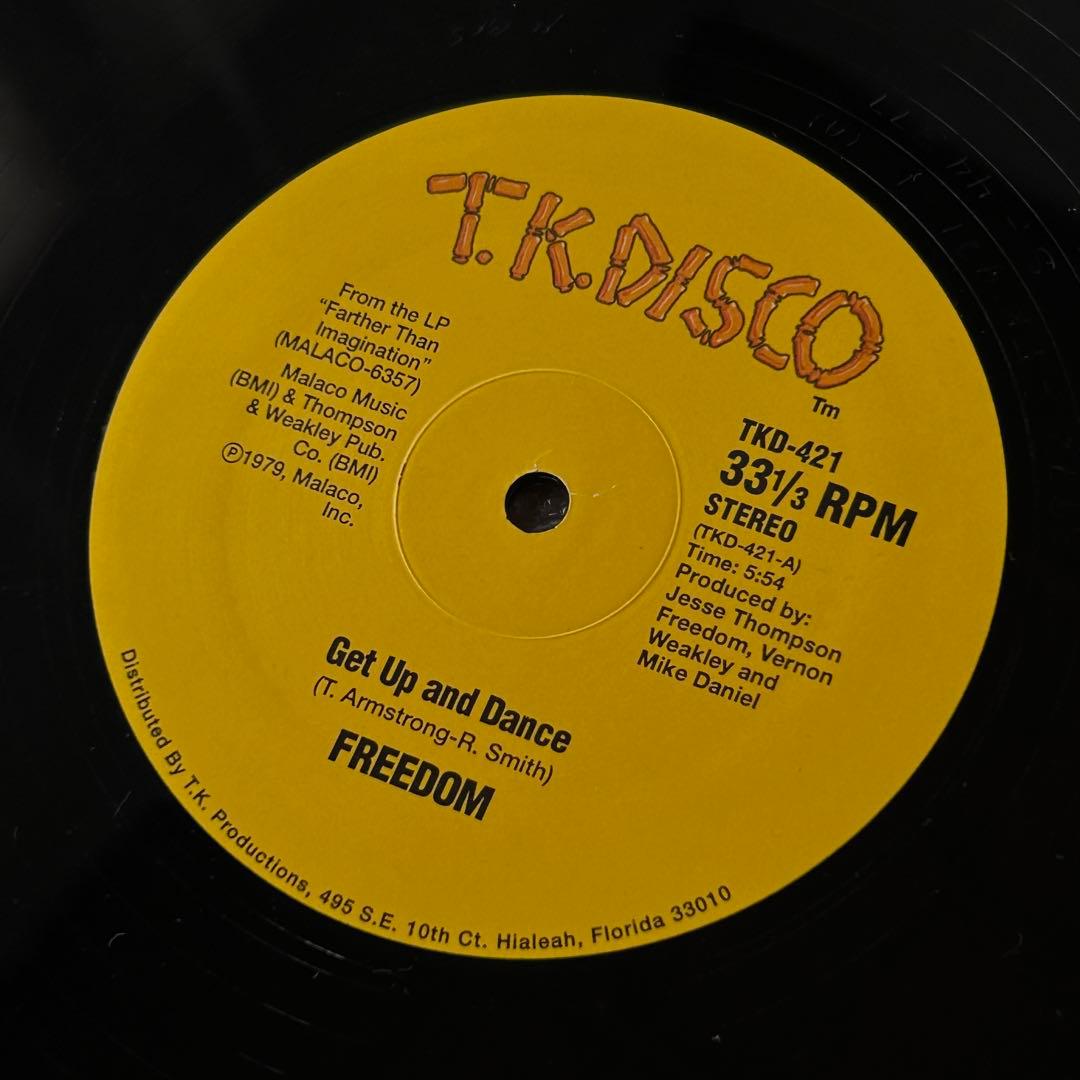 T.K.DISCO
Tm
From the LP
“Farther Than
Imagination”
(MALACO-6357)
Malaco Music
(BMI) & Thompson
& Weakley Pub.
Co. (BMI)
℗1979, Malaco,
Inc.
TKD-421
33 1/3 RPM
STEREO
(TKD-421-A)
Time: 5:54
Produced by:
Jesse Thompson
Freedom, Vernon
Weakley and
Mike Daniel
Get Up and Dance
(T. Armstrong-R. Smith)
FREEDOM
Distributed By T.K. Productions, 495 S.E. 10th Ct. Hialeah, Florida 33010